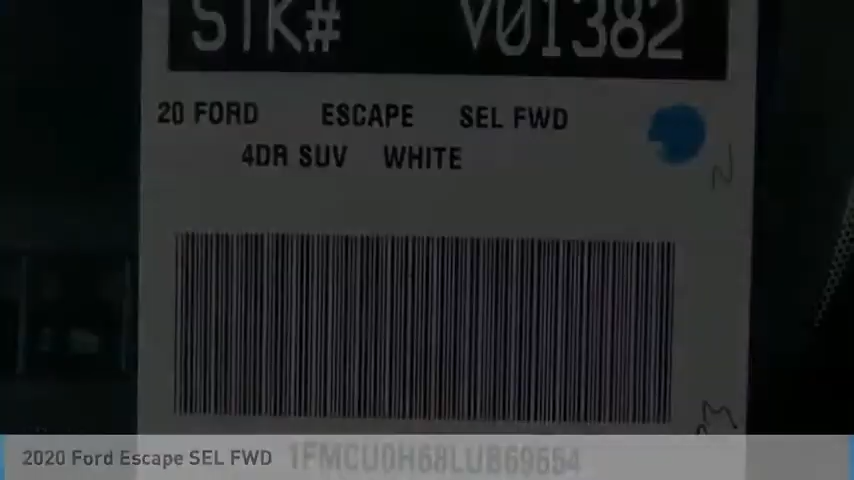 STK# V01382
20 FORD ESCAPE SEL FWD
4DR SUV WHITE
2020 Ford Escape SEL FWD